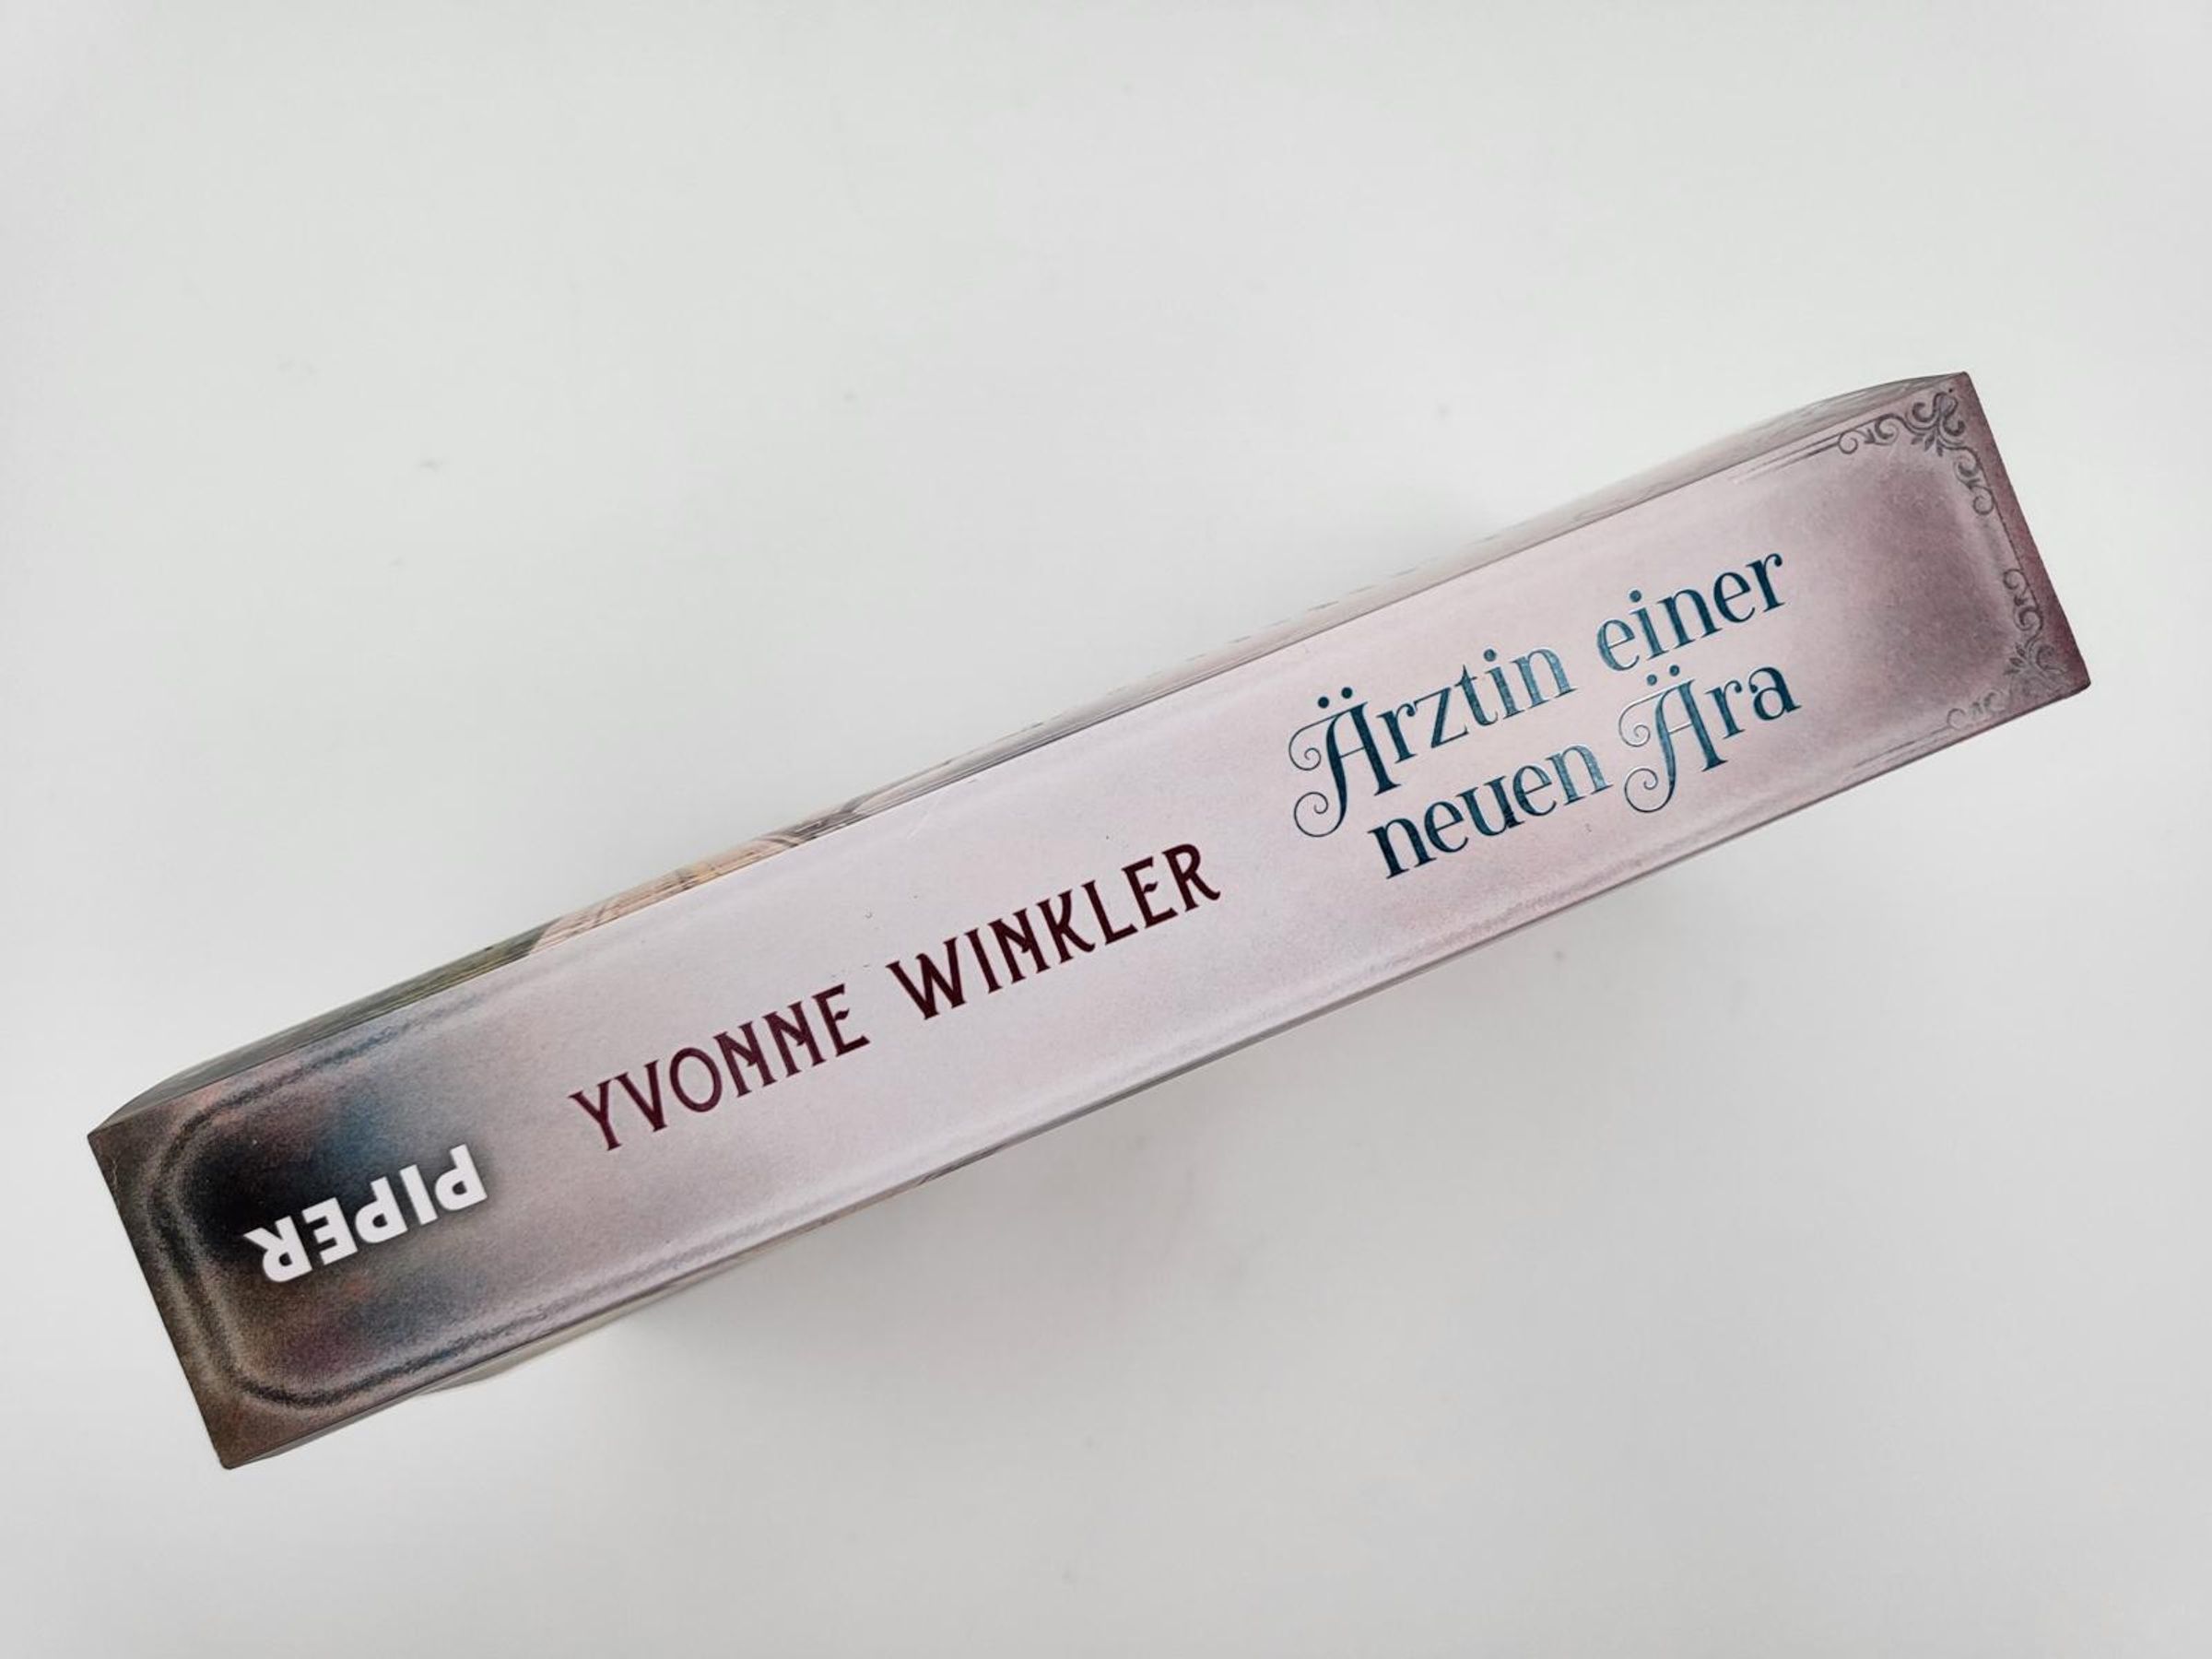 YVONNE WINKLER
Ärztin einer
neuen Ära
PIPER